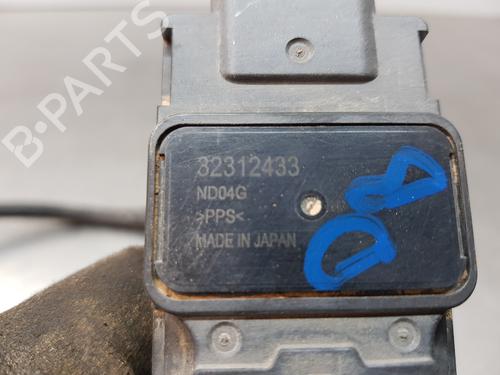 B-PARTS
32312433
ND04G
>PPS<
MADE IN JAPAN